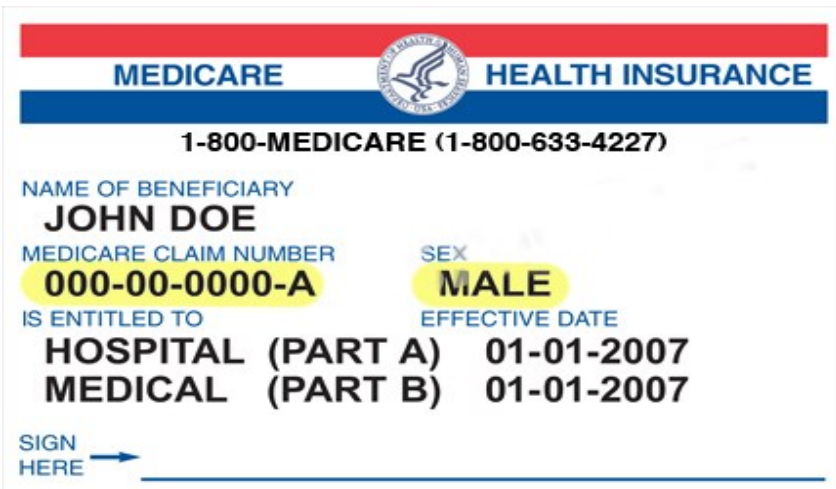 MEDICARE HEALTH INSURANCE
1-800-MEDICARE (1-800-633-4227)
NAME OF BENEFICIARY
JOHN DOE
MEDICARE CLAIM NUMBER SEX
000-00-0000-A MALE
IS ENTITLED TO EFFECTIVE DATE
HOSPITAL (PART A) 01-01-2007
MEDICAL (PART B) 01-01-2007
SIGN
HERE